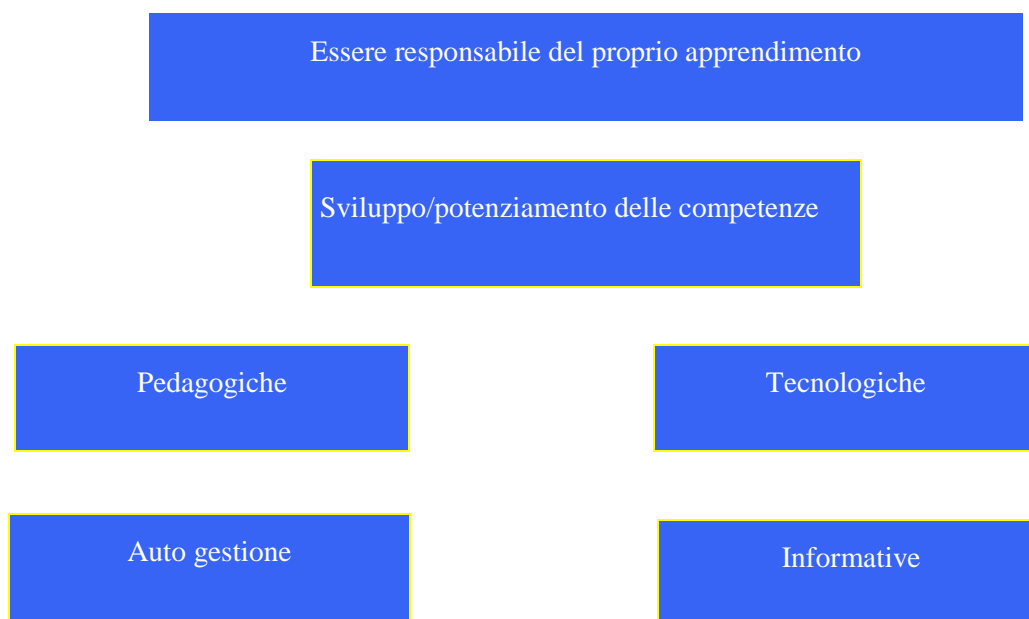 Essere responsabile del proprio apprendimento
Sviluppo/potenziamento delle competenze
Pedagogiche
Tecnologiche
Auto gestione
Informative